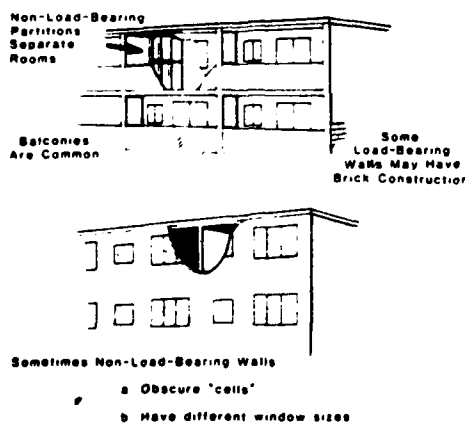 Non-Load-Bearing
Partitions
Separate
Rooms
Balconies
Are Common
Some
Load-Bearing
Walls May Have
Brick Construction
Sometimes Non-Load-Bearing Walls
a Obscure "cells"
b Have different window sizes